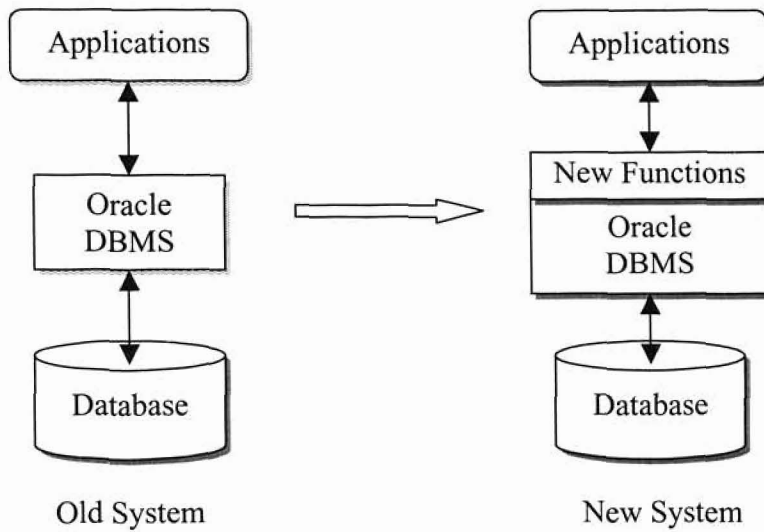 Applications
Oracle
DBMS
Database
Old System
Applications
New Functions
Oracle
DBMS
Database
New System